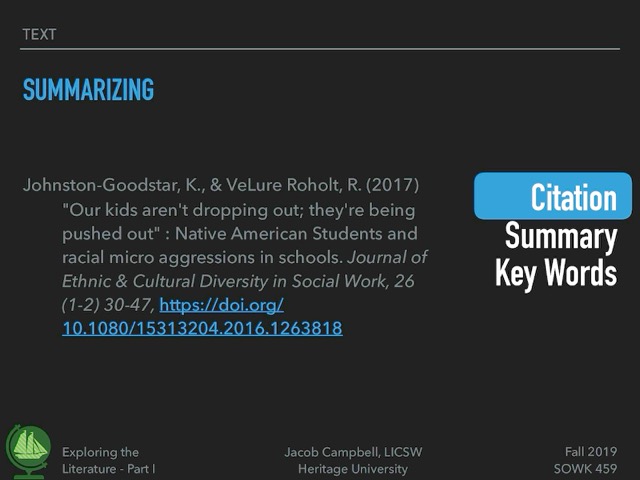 TEXT
SUMMARIZING
Johnston-Goodstar, K., & VeLure Roholt, R. (2017)
"Our kids aren't dropping out; they're being
pushed out" : Native American Students and
racial micro aggressions in schools. Journal of
Ethnic & Cultural Diversity in Social Work, 26
(1-2) 30-47, https://doi.org/
10.1080/15313204.2016.1263818
Citation
Summary
Key Words
Exploring the
Literature - Part I
Jacob Campbell, LICSW
Heritage University
Fall 2019
SOWK 459